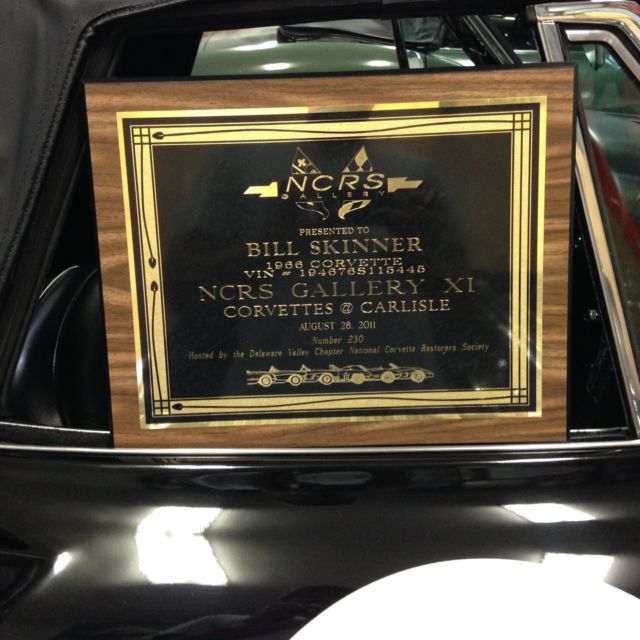 NCRS
GALLERY
PRESENTED TO
BILL SKINNER
1966 CORVETTE
VIN # 194676S115445
NCRS GALLERY XI
CORVETTES @ CARLISLE
AUGUST 28, 2011
Number 230
Hosted by the Delaware Valley Chapter National Corvette Restorers Society